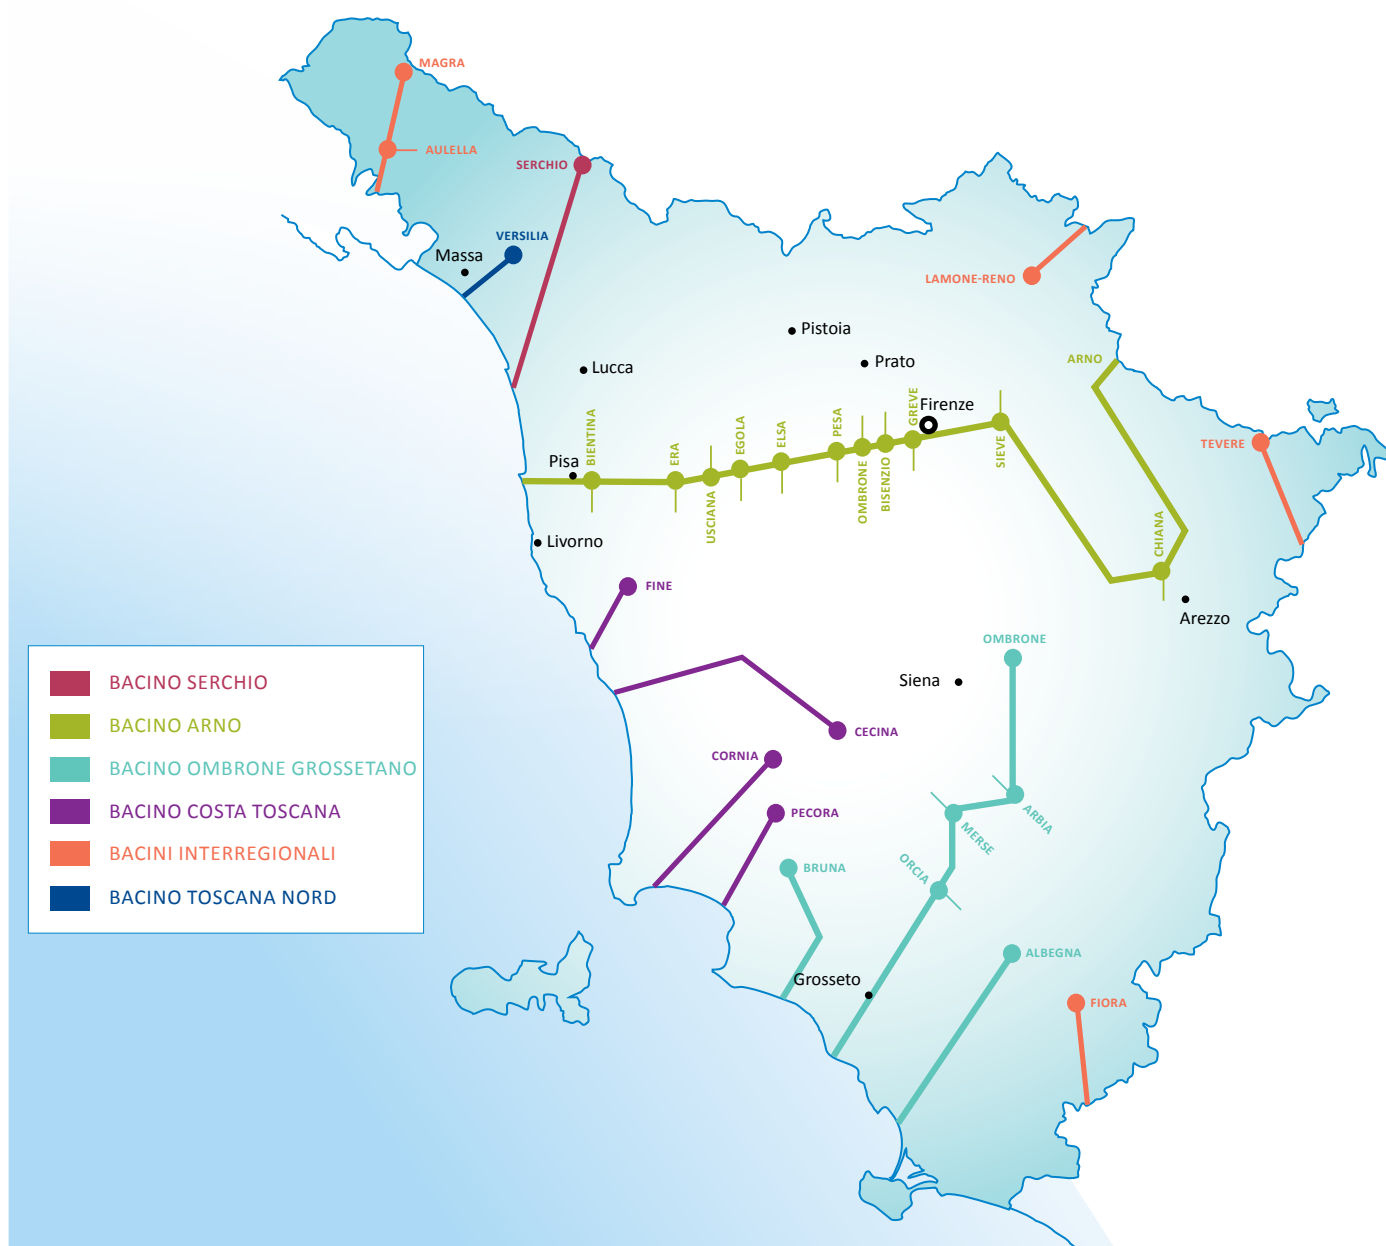 MAGRA
AULELLA
SERCHIO
VERSILIA
Massa
LAMONE-RENO
Pistoia
Prato
Lucca
ARNO
GREVE
Firenze
TEVERE
BIENTINA
ERA
USCIANA
EGOLA
ELSA
PESA
OMBRONE
BISENZIO
SIEVE
Pisa
CHIANA
Livorno
FINE
Arezzo
OMBRONE
Siena
CECINA
CORNIA
PECORA
ARBIA
MERSE
BRUNA
ORCIA
ALBEGNA
Grosseto
FIORA
BACINO SERCHIO
BACINO ARNO
BACINO OMBRONE GROSSETANO
BACINO COSTA TOSCANA
BACINI INTERREGIONALI
BACINO TOSCANA NORD